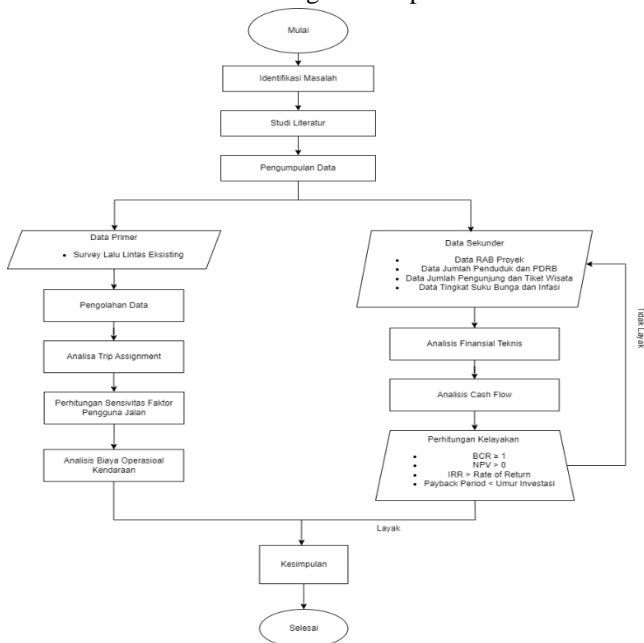 Mulai
Identifikasi Masalah
Studi Literatur
Pengumpulan Data
Data Primer
• Survey Lalu Lintas Eksisting
Pengolahan Data
Analisa Trip Assignment
Perhitungan Sensivitas Faktor
Pengguna Jalan
Analisis Biaya Operasioal
Kendaraan
Data Sekunder
• Data RAB Proyek
• Data Jumlah Penduduk dan PDRB
• Data Jumlah Pengunjung dan Tiket Wisata
• Data Tingkat Suku Bunga dan Infasi
Analisis Finansial Teknis
Analisis Cash Flow
Perhitungan Kelayakan
• BCR ≥ 1
• NPV > 0
• IRR > Rate of Return
• Payback Period < Umur Investasi
Tidak Layak
Layak
Kesimpulan
Selesai